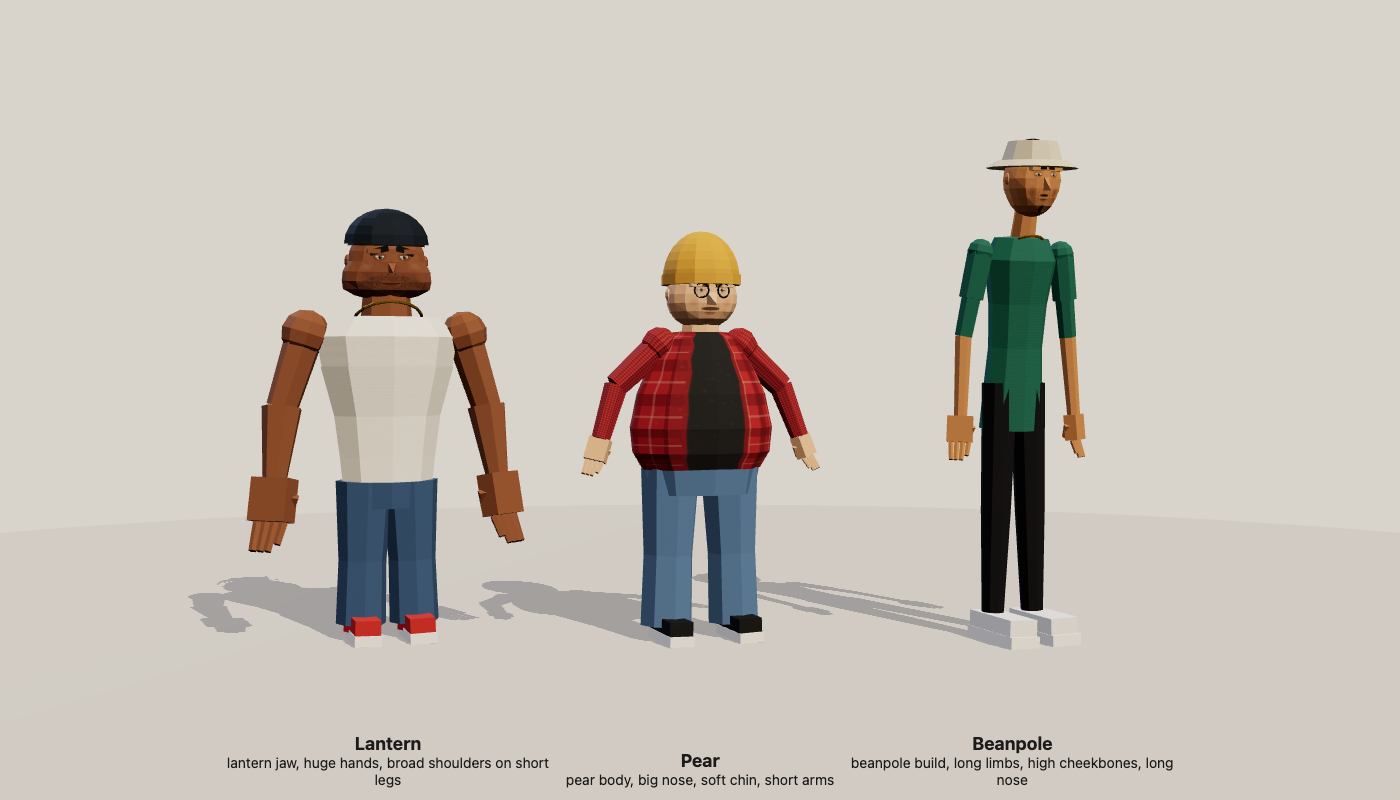 Lantern
lantern jaw, huge hands, broad shoulders on short
legs
Pear
pear body, big nose, soft chin, short arms
Beanpole
beanpole build, long limbs, high cheekbones, long
nose